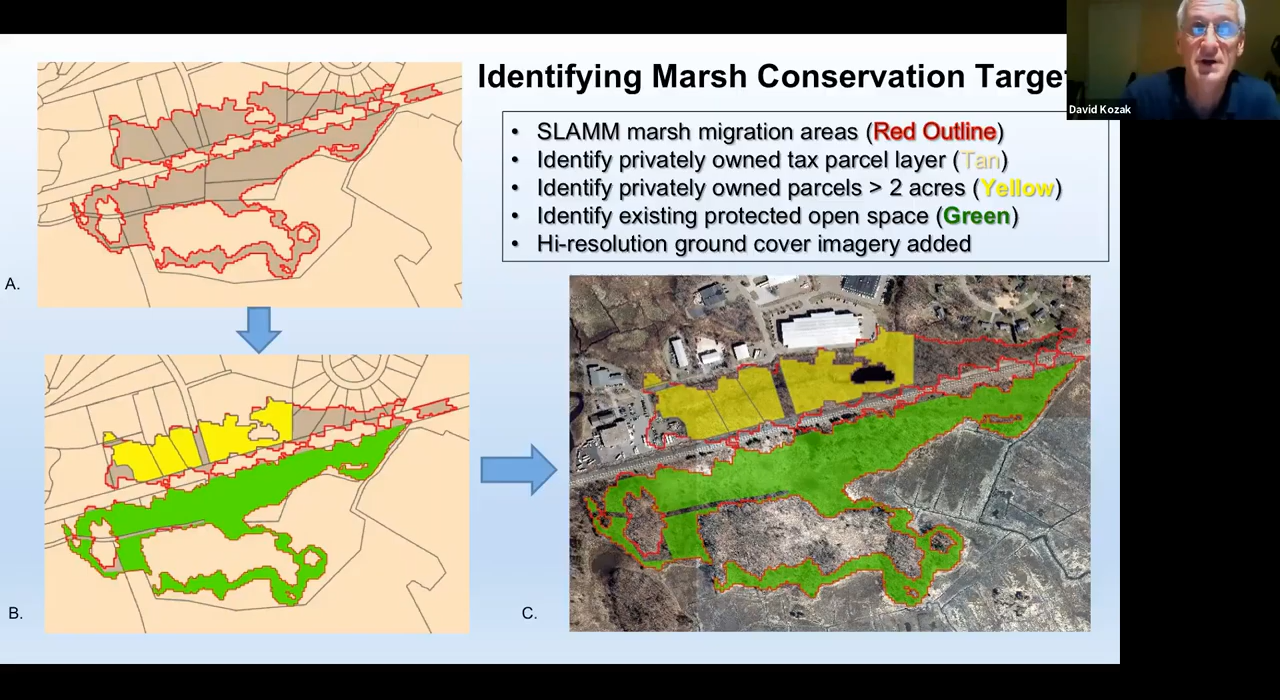 Identifying Marsh Conservation Targe
David Kozak
• SLAMM marsh migration areas (Red Outline)
• Identify privately owned tax parcel layer (Tan)
• Identify privately owned parcels > 2 acres (Yellow)
• Identify existing protected open space (Green)
• Hi-resolution ground cover imagery added
A.
B.
C.